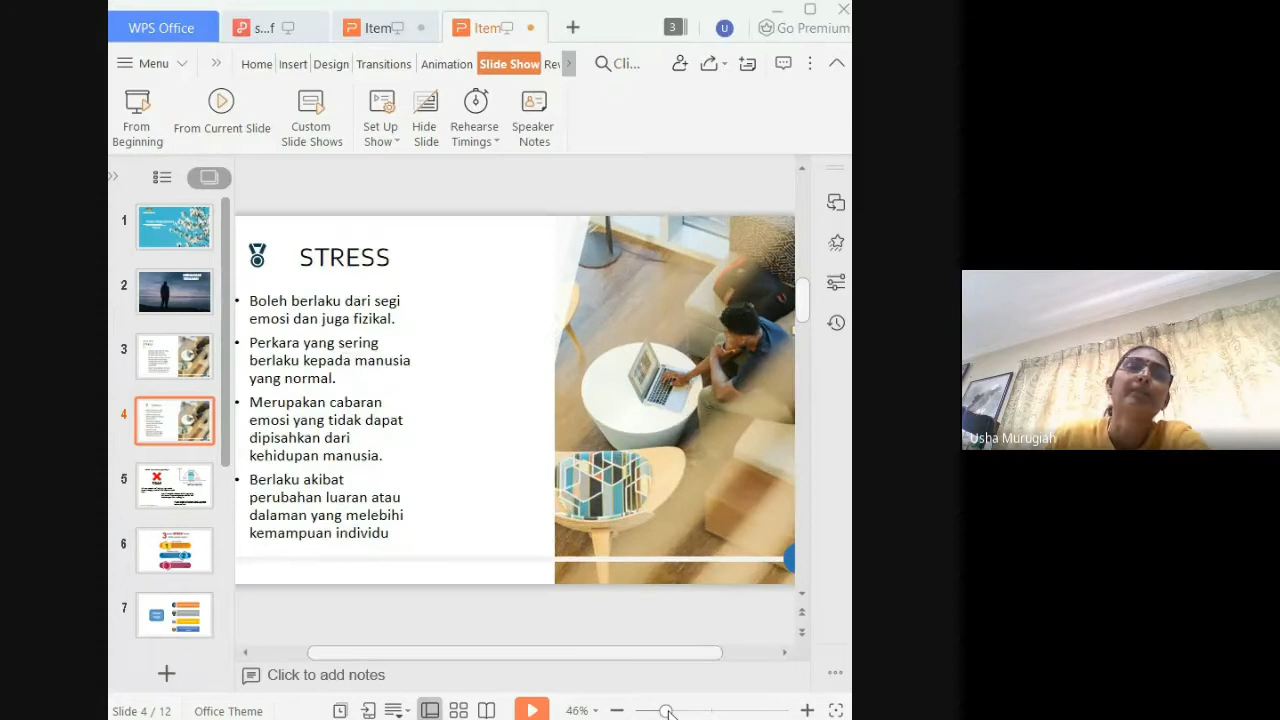 WPS Office
s...f
Item
Item
3
U
Go Premium
Menu
Home
Insert
Design
Transitions
Animation
Slide Show
Re
Cli...
From
Beginning
From Current Slide
Custom
Slide Shows
Set Up
Show
Hide
Slide
Rehearse
Timings
Speaker
Notes
1
2
3
4
5
6
7
STRESS
• Boleh berlaku dari segi
emosi dan juga fizikal.
• Perkara yang sering
berlaku kepada manusia
yang normal.
• Merupakan cabaran
emosi yang tidak dapat
dipisahkan dari
kehidupan manusia.
• Berlaku akibat
perubahan luaran atau
dalaman yang melebihi
kemampuan individu
Usha Murugiah
Click to add notes
Slide 4 / 12
Office Theme
46%